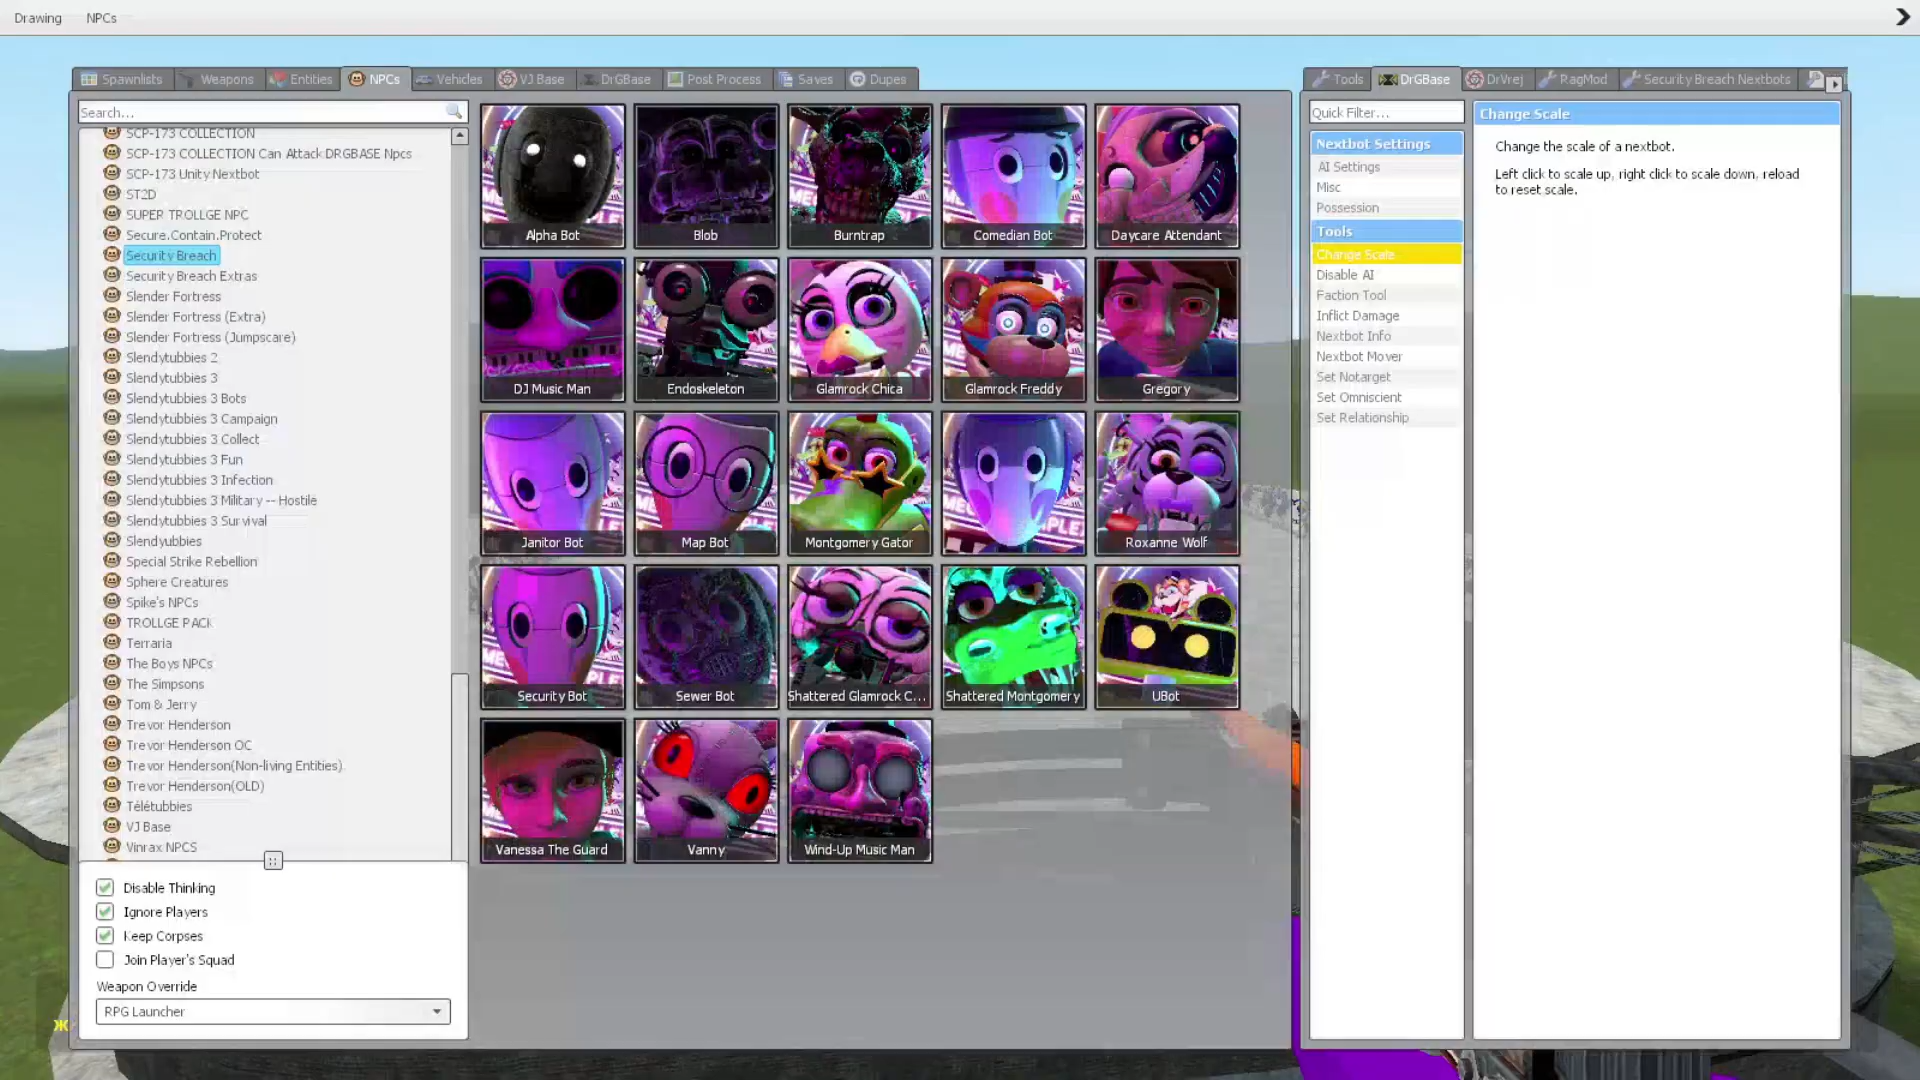 Drawing NPCs
Spawnlists Weapons Entities NPCs Vehicles VJ Base DrGBase Post Process Saves Dupes
Search...
SCP-173 COLLECTION
SCP-173 COLLECTION Can Attack DRGBASE Npcs
SCP-173 Unity Nextbot
ST2D
SUPER TROLLGE NPC
Secure.Contain.Protect
Security Breach
Security Breach Extras
Slender Fortress
Slender Fortress (Extra)
Slender Fortress (Jumpscare)
Slendytubbies 2
Slendytubbies 3
Slendytubbies 3 Bots
Slendytubbies 3 Campaign
Slendytubbies 3 Collect
Slendytubbies 3 Fun
Slendytubbies 3 Infection
Slendytubbies 3 Military -- Hostile
Slendytubbies 3 Survival
Slendyubbies
Special Strike Rebellion
Sphere Creatures
Spike's NPCs
TROLLGE PACK
Terraria
The Boys NPCs
The Simpsons
Tom & Jerry
Trevor Henderson
Trevor Henderson OC
Trevor Henderson(Non-living Entities)
Trevor Henderson(OLD)
Télétubbies
VJ Base
Vinrax NPCS
Disable Thinking
Ignore Players
Keep Corpses
Join Player's Squad
Weapon Override
RPG Launcher
Alpha Bot Blob Burntrap Comedian Bot Daycare Attendant
DJ Music Man Endoskeleton Glamrock Chica Glamrock Freddy Gregory
Janitor Bot Map Bot Montgomery Gator Roxanne Wolf
Security Bot Sewer Bot Shattered Glamrock C... Shattered Montgomery UBot
Vanessa The Guard Vanny Wind-Up Music Man
Tools DrGBase DrVrej RagMod Security Breach Nextbots
Quick Filter...
Nextbot Settings
AI Settings
Misc
Possession
Tools
Change Scale
Disable AI
Faction Tool
Inflict Damage
Nextbot Info
Nextbot Mover
Set Notarget
Set Omniscient
Set Relationship
Change Scale
Change the scale of a nextbot.
Left click to scale up, right click to scale down, reload
to reset scale.
Ж